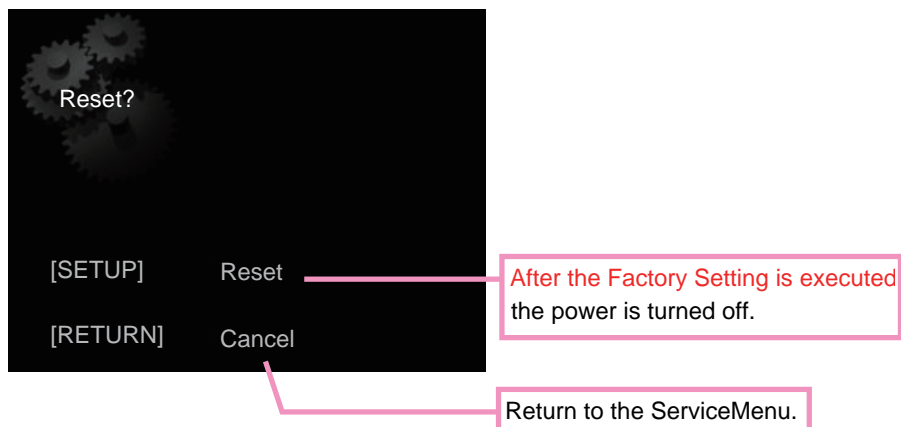 Reset?
[SETUP] Reset
After the Factory Setting is executed
the power is turned off.
[RETURN] Cancel
Return to the ServiceMenu.